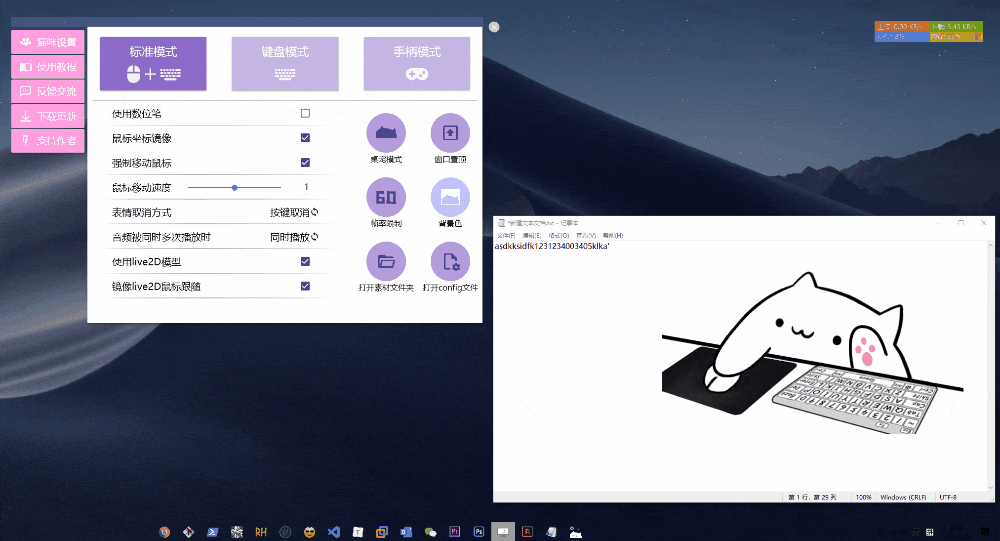 猫咪设置
使用教程
反馈交流
下载更新
支持作者
标准模式
键盘模式
手柄模式
使用数位笔
鼠标坐标镜像
强制移动鼠标
鼠标移动速度 1
表情取消方式 按键取消
音频被同时多次播放时 同时播放
使用live2D模型
镜像live2D鼠标跟随
桌宠模式
窗口置顶
帧率限制
背景色
打开素材文件夹
打开config文件
*新建文本文档.txt - 记事本
文件(F) 编辑(E) 格式(O) 查看(V) 帮助(H)
asdkksidfk1231234003405klka'
第 1 行，第 29 列 100% Windows (CRLF) UTF-8